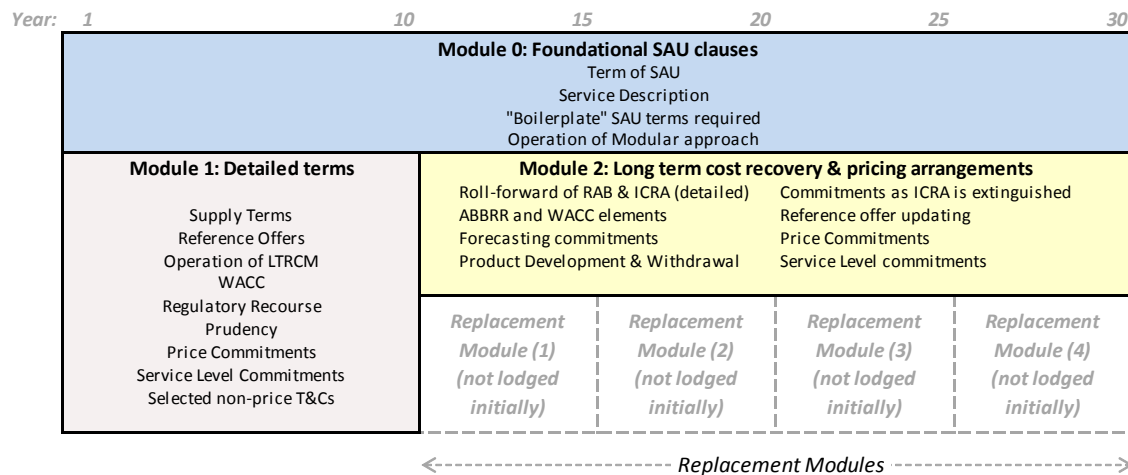 Year: 1 10 15 20 25 30
Module 0: Foundational SAU clauses
Term of SAU
Service Description
"Boilerplate" SAU terms required
Operation of Modular approach
Module 1: Detailed terms
Supply Terms
Reference Offers
Operation of LTRCM
WACC
Regulatory Recourse
Prudency
Price Commitments
Service Level Commitments
Selected non-price T&Cs
Module 2: Long term cost recovery & pricing arrangements
Roll-forward of RAB & ICRA (detailed)
ABBRR and WACC elements
Forecasting commitments
Product Development & Withdrawal
Commitments as ICRA is extinguished
Reference offer updating
Price Commitments
Service Level commitments
Replacement
Module (1)
(not lodged
initially)
Replacement
Module (2)
(not lodged
initially)
Replacement
Module (3)
(not lodged
initially)
Replacement
Module (4)
(not lodged
initially)
Replacement Modules